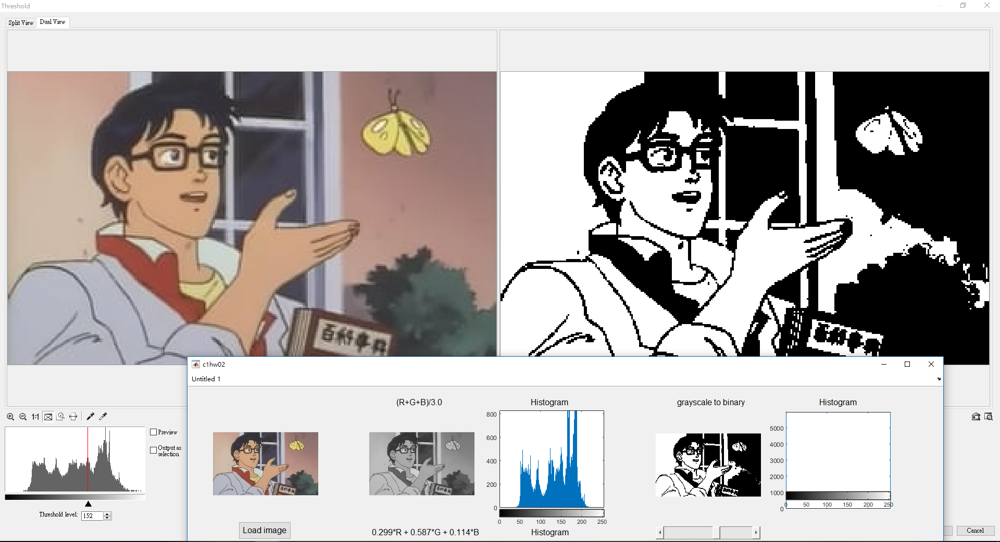 Threshold
Split View
Dual View
百科事典
1:1
Preview
Output as
selection
Threshold level:
152
Cancel
c1hw02
Untitled 1
(R+G+B)/3.0
Histogram
grayscale to binary
Histogram
800
600
400
200
0
0 50 100 150 200 250
5000
4000
3000
2000
1000
0
0 50 100 150 200 250
Load image
0.299*R + 0.587*G + 0.114*B
Histogram